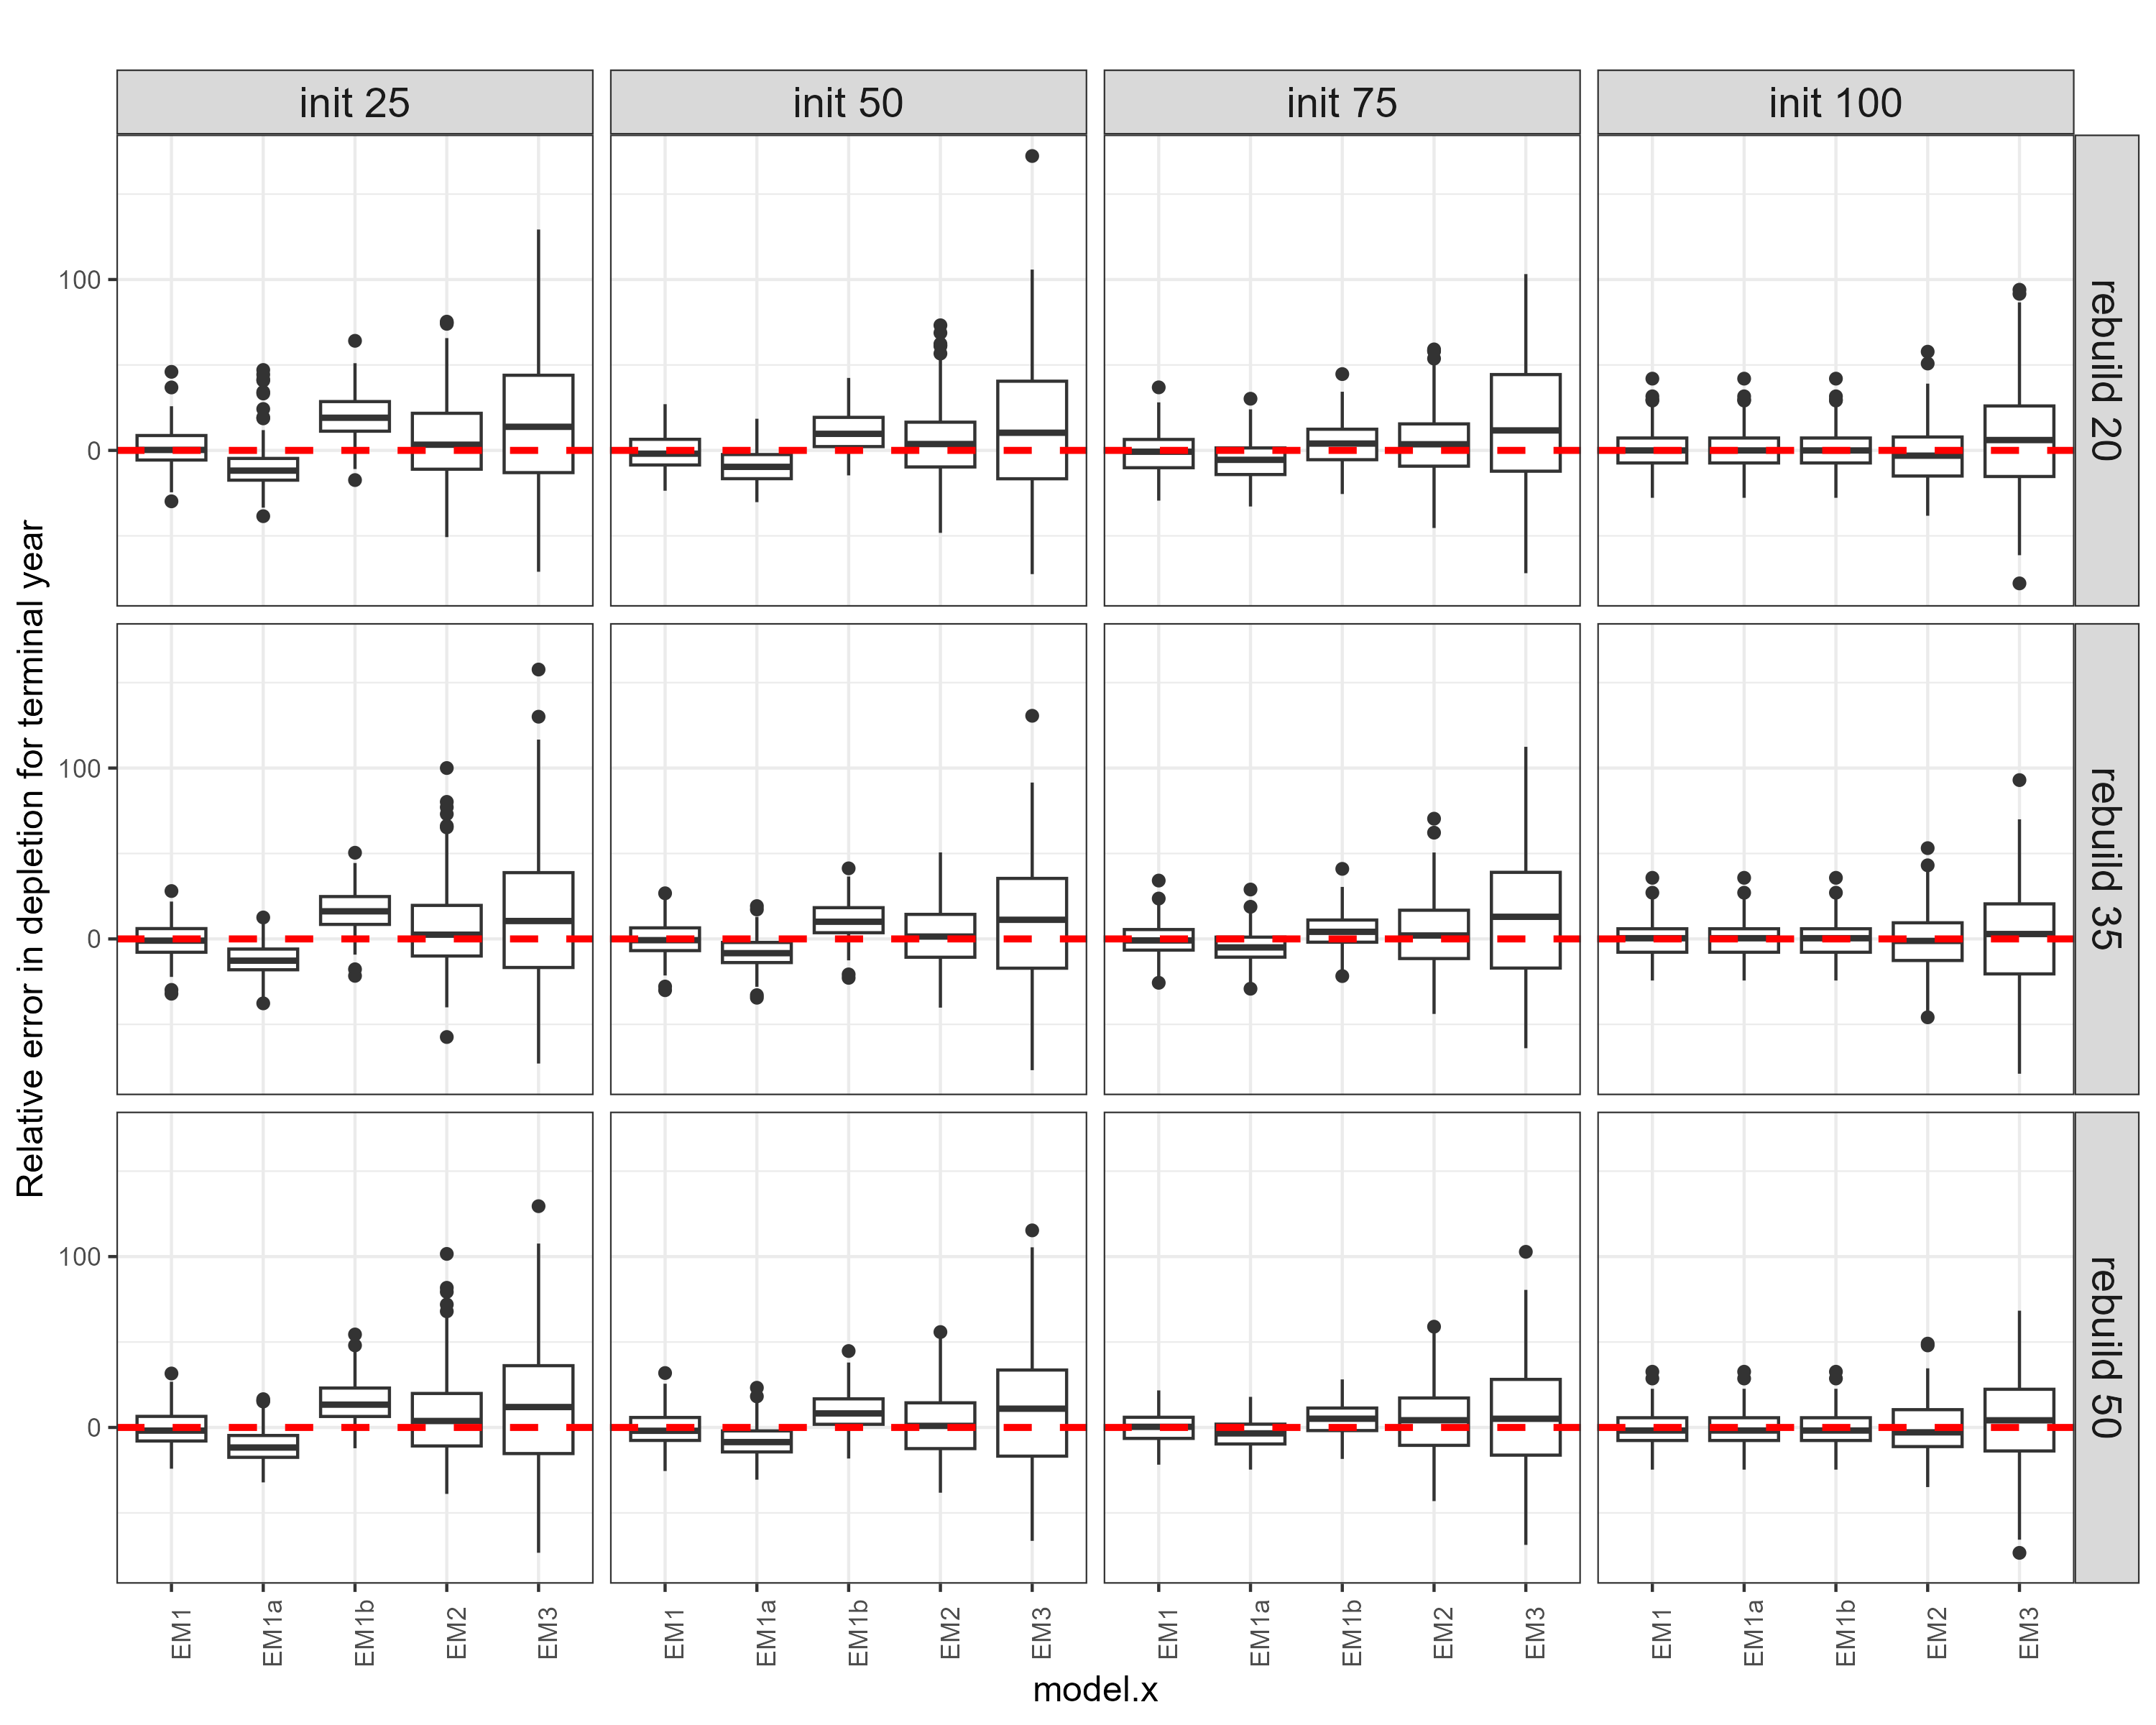 init 25
init 50
init 75
init 100
rebuild 20
rebuild 35
rebuild 50
Relative error in depletion for terminal year
100
0
100
0
100
0
EM1
EM1a
EM1b
EM2
EM3
EM1
EM1a
EM1b
EM2
EM3
EM1
EM1a
EM1b
EM2
EM3
EM1
EM1a
EM1b
EM2
EM3
model.x